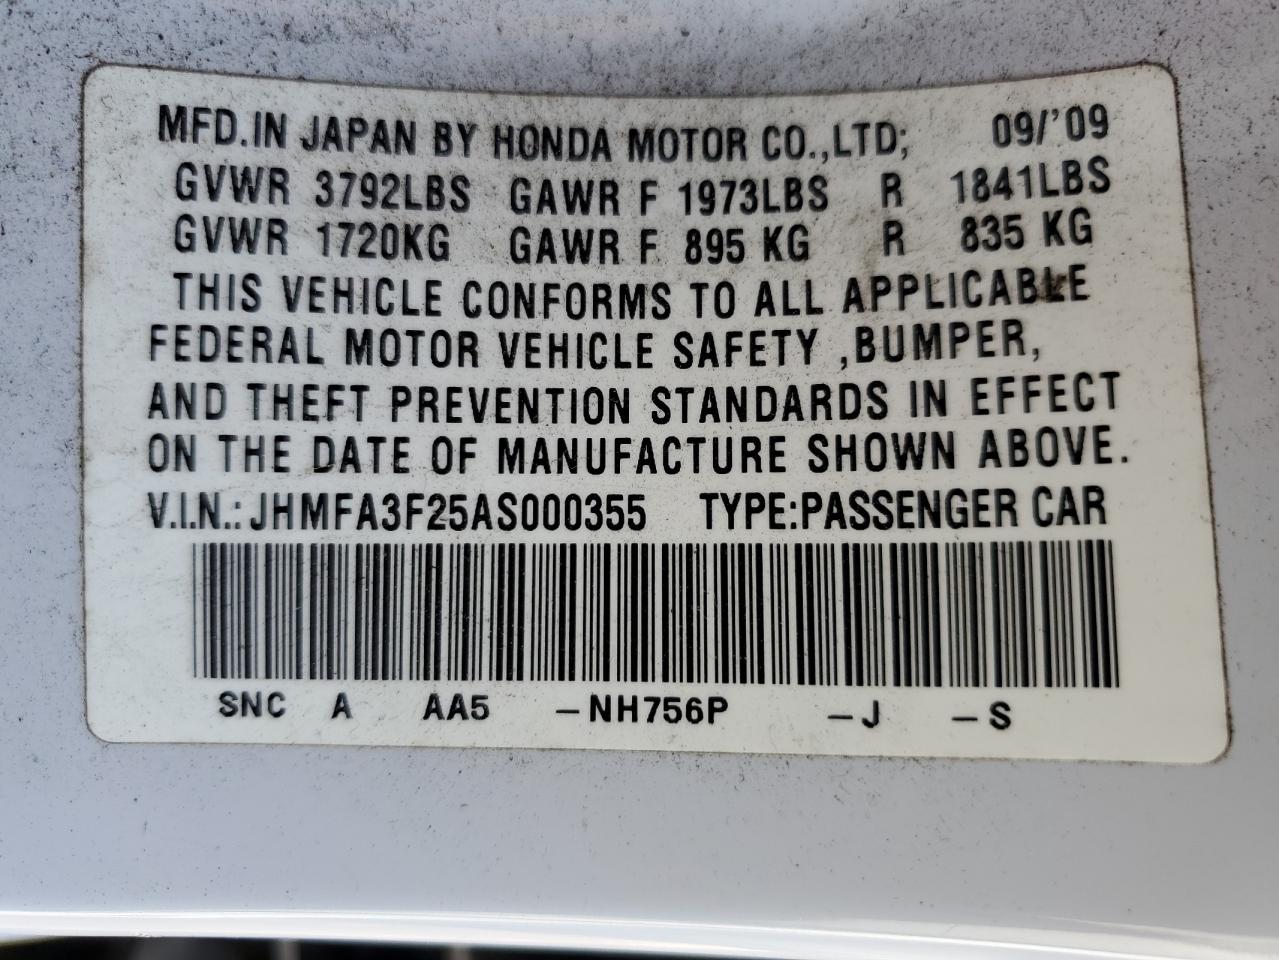 MFD.IN JAPAN BY HONDA MOTOR CO.,LTD; 09/'09
GVWR 3792LBS GAWR F 1973LBS R 1841LBS
GVWR 1720KG GAWR F 895 KG R 835 KG
THIS VEHICLE CONFORMS TO ALL APPLICABLE
FEDERAL MOTOR VEHICLE SAFETY ,BUMPER,
AND THEFT PREVENTION STANDARDS IN EFFECT
ON THE DATE OF MANUFACTURE SHOWN ABOVE.
V.I.N.: JHMFA3F25AS000355 TYPE:PASSENGER CAR
SNC A AA5 –NH756P –J –S